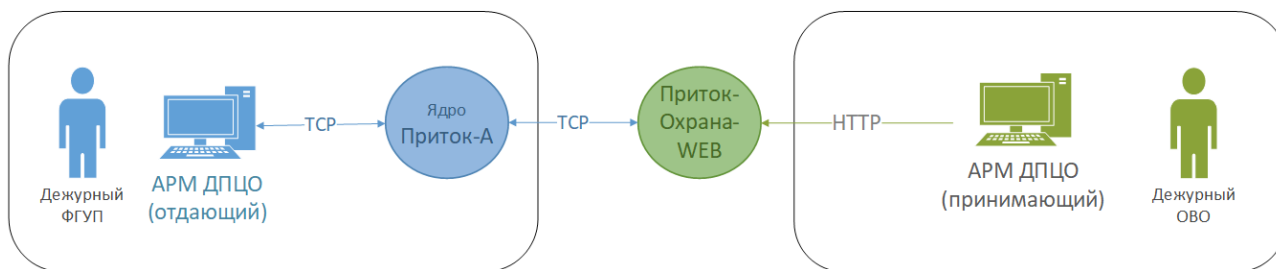 Дежурный
ФГУП
АРМ ДПЦО
(отдающий)
TCP
Ядро
Приток-А
TCP
Приток-
Охрана-
WEB
HTTP
АРМ ДПЦО
(принимающий)
Дежурный
ОВО